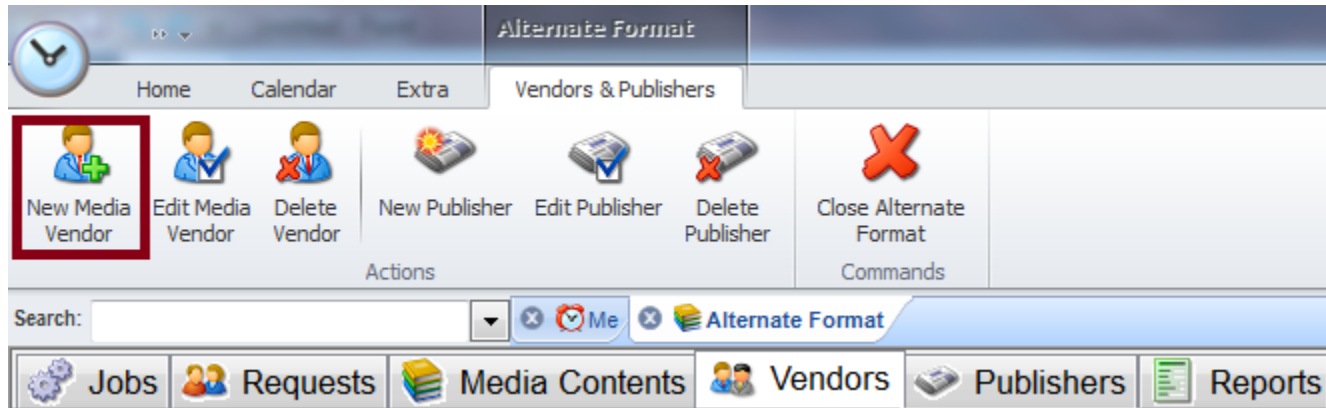 Alternate Format
Home Calendar Extra Vendors & Publishers
New Media Vendor
Edit Media Vendor
Delete Vendor
New Publisher
Edit Publisher
Delete Publisher
Close Alternate Format
Actions
Commands
Search:
Me
Alternate Format
Jobs Requests Media Contents Vendors Publishers Reports